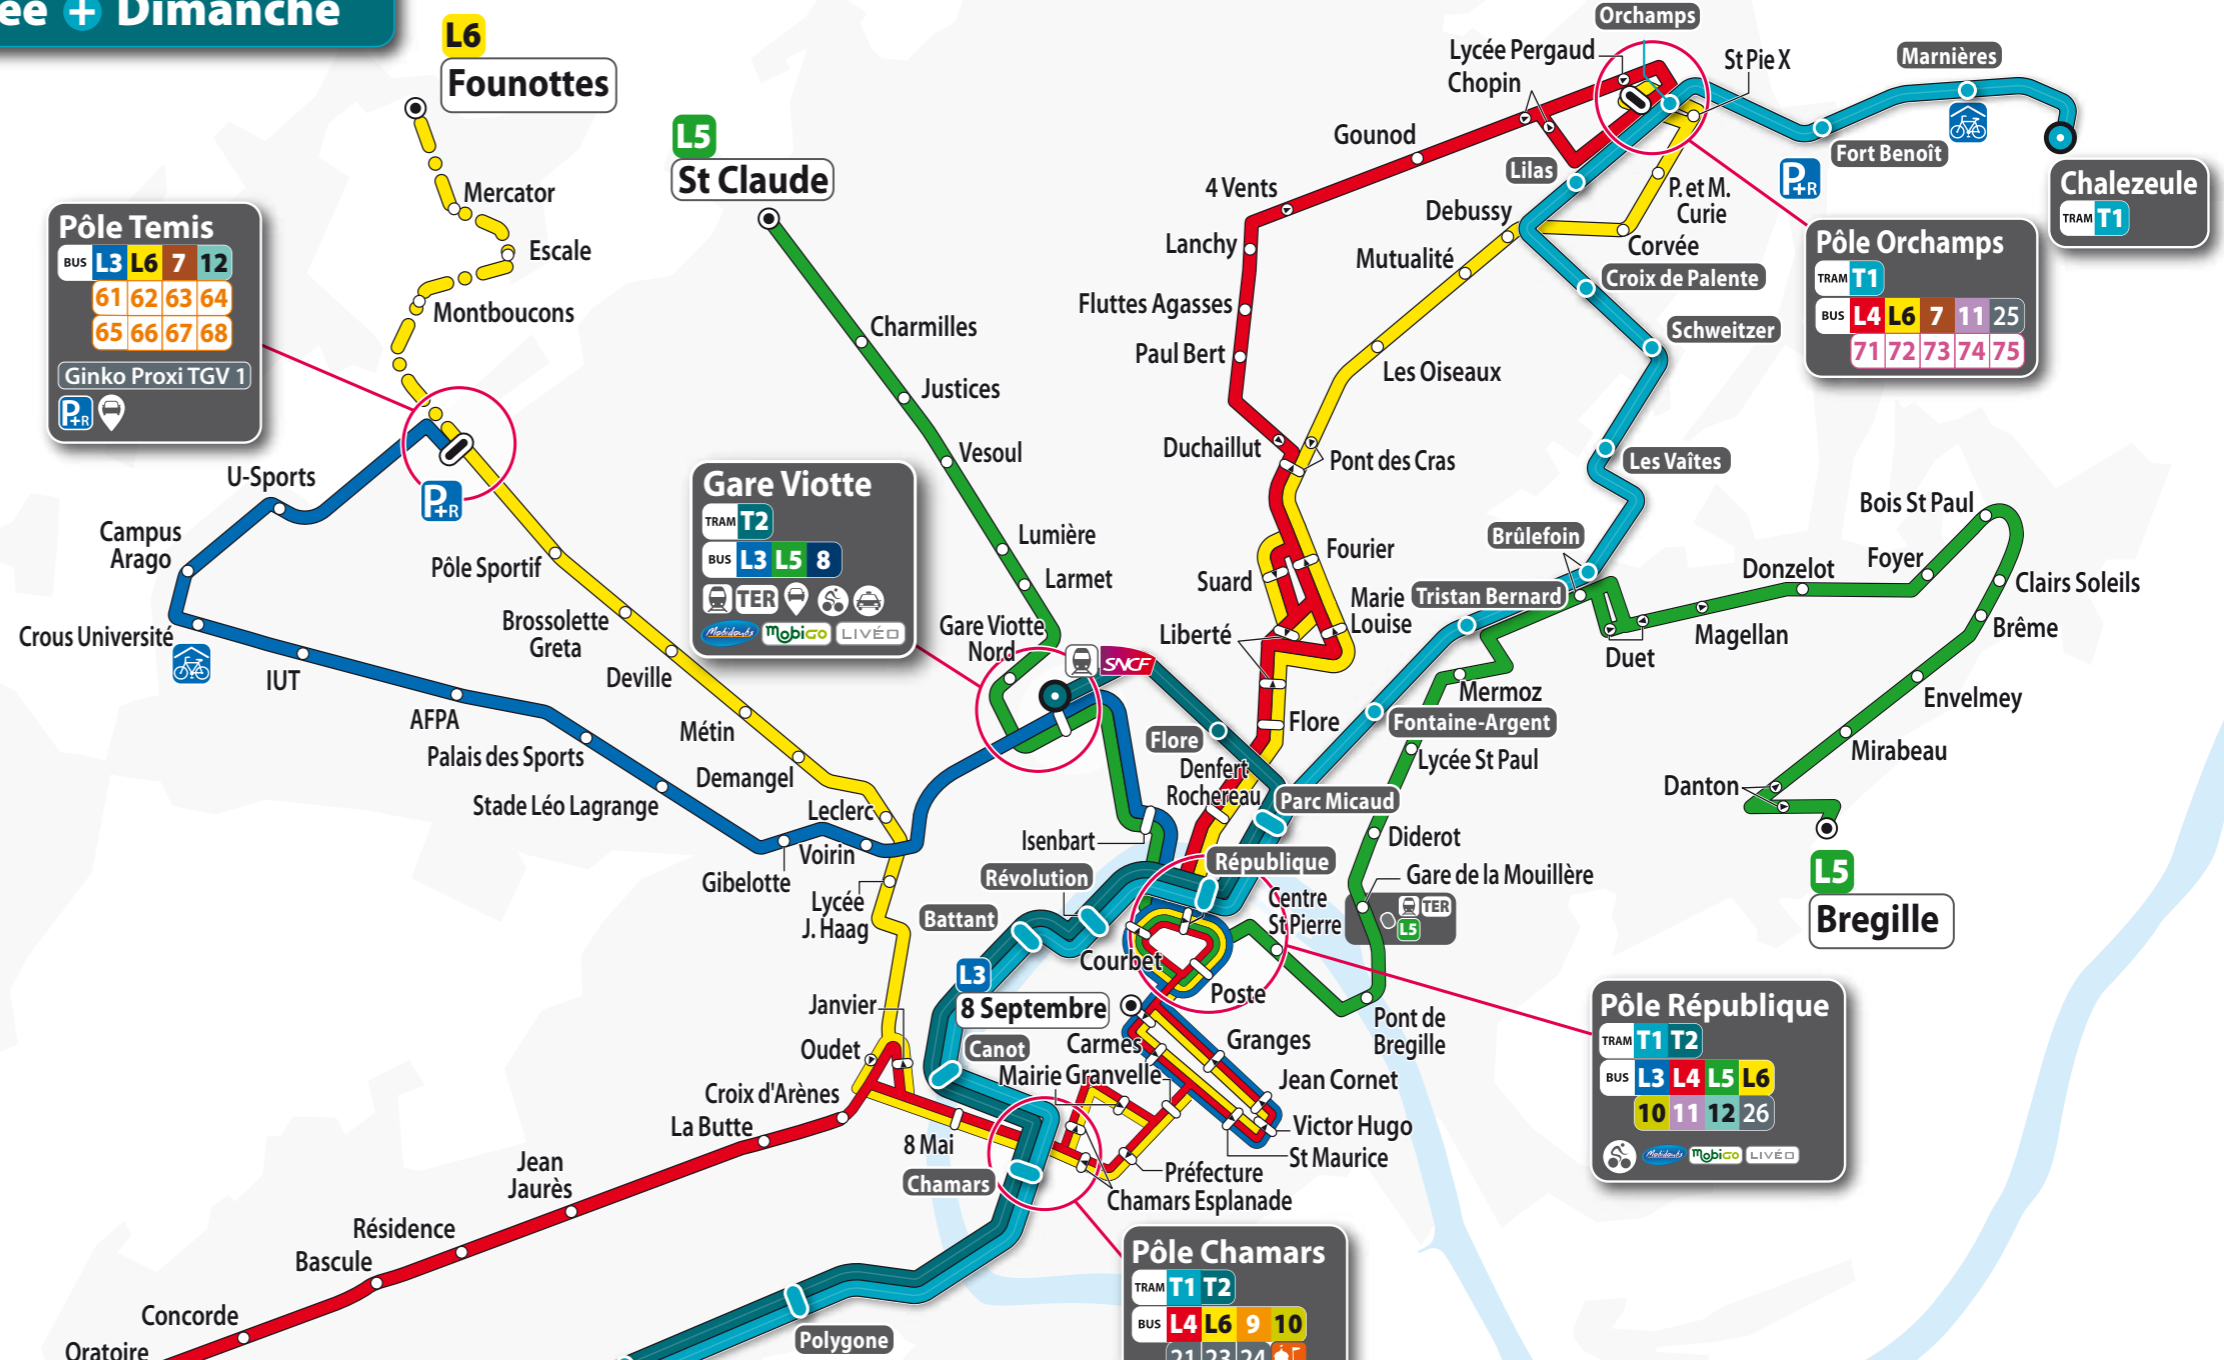 ée + Dimanche
L6
Founottes
Mercator
Escale
Montboucons
Pôle Temis
BUS L3 L6 7 12
61 62 63 64
65 66 67 68
Ginko Proxi TGV 1
P+R
P+R
U-Sports
Campus
Arago
Crous Université
IUT
AFPA
Palais des Sports
Stade Léo Lagrange
Gibelotte
Voirin
Pôle Sportif
Brossolette
Greta
Deville
Métin
Demangel
Leclerc
Lycée
J. Haag
Janvier
Oudet
Croix d'Arènes
La Butte
Jean
Jaurès
Résidence
Bascule
Concorde
Oratoire
8 Mai
L5
St Claude
Charmilles
Justices
Vesoul
Lumière
Larmet
Gare Viotte
Nord
Gare Viotte
TRAM T2
BUS L3 L5 8
TER
Mobidoubs MobiGo LIVÉO
SNCF
Isenbart
Révolution
Battant
L3
8 Septembre
Canot
Chamars
Polygone
Mairie
Granvelle
Carmes
Courbet
Poste
Granges
Jean Cornet
Victor Hugo
St Maurice
Préfecture
Chamars Esplanade
Pôle Chamars
TRAM T1 T2
BUS L4 L6 9 10
21 23 24
Orchamps
Lycée Pergaud
Chopin
Gounod
4 Vents
Lanchy
Fluttes Agasses
Paul Bert
Duchaillut
Suard
Liberté
Fourier
Marie
Louise
Flore
Flore
Denfert
Rochereau
Parc Micaud
République
Centre
St Pierre
St Pie X
Marnières
Fort Benoît
P+R
Chalezeule
TRAM T1
Lilas
P. et M.
Curie
Corvée
Debussy
Mutualité
Les Oiseaux
Pont des Cras
Croix de Palente
Schweitzer
Les Vaîtes
Brûlefoin
Tristan Bernard
Fontaine-Argent
Pôle Orchamps
TRAM T1
BUS L4 L6 7 11 25
71 72 73 74 75
Mermoz
Lycée St Paul
Diderot
Gare de la Mouillère
TER
L5
Pont de
Bregille
Duet
Magellan
Donzelot
Foyer
Bois St Paul
Clairs Soleils
Brême
Envelmey
Mirabeau
Danton
L5
Bregille
Pôle République
TRAM T1 T2
BUS L3 L4 L5 L6
10 11 12 26
Mobidoubs MobiGo LIVÉO